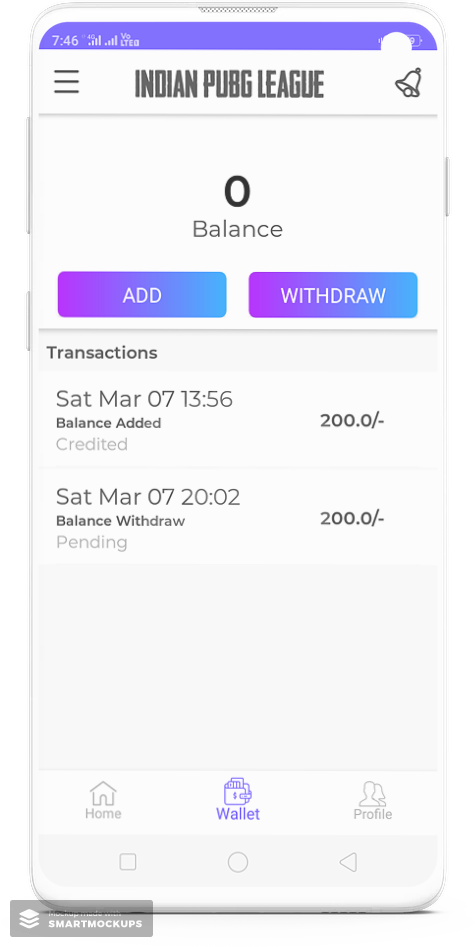 7:46 4G Vo LTE
INDIAN PUBG LEAGUE
0
Balance
ADD WITHDRAW
Transactions
Sat Mar 07 13:56
Balance Added 200.0/-
Credited
Sat Mar 07 20:02
Balance Withdraw 200.0/-
Pending
Home Wallet Profile
Mockup made with
SMARTMOCKUPS